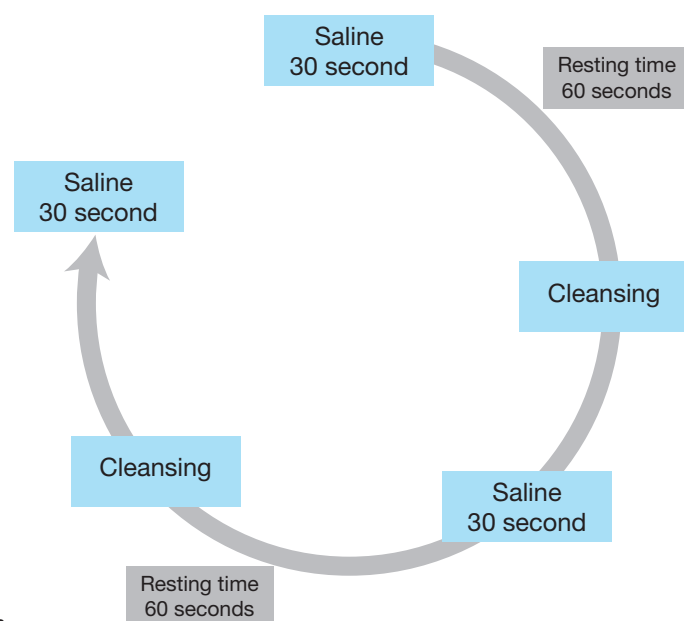 Saline
30 second
Resting time
60 seconds
Cleansing
Saline
30 second
Resting time
60 seconds
Cleansing
Saline
30 second